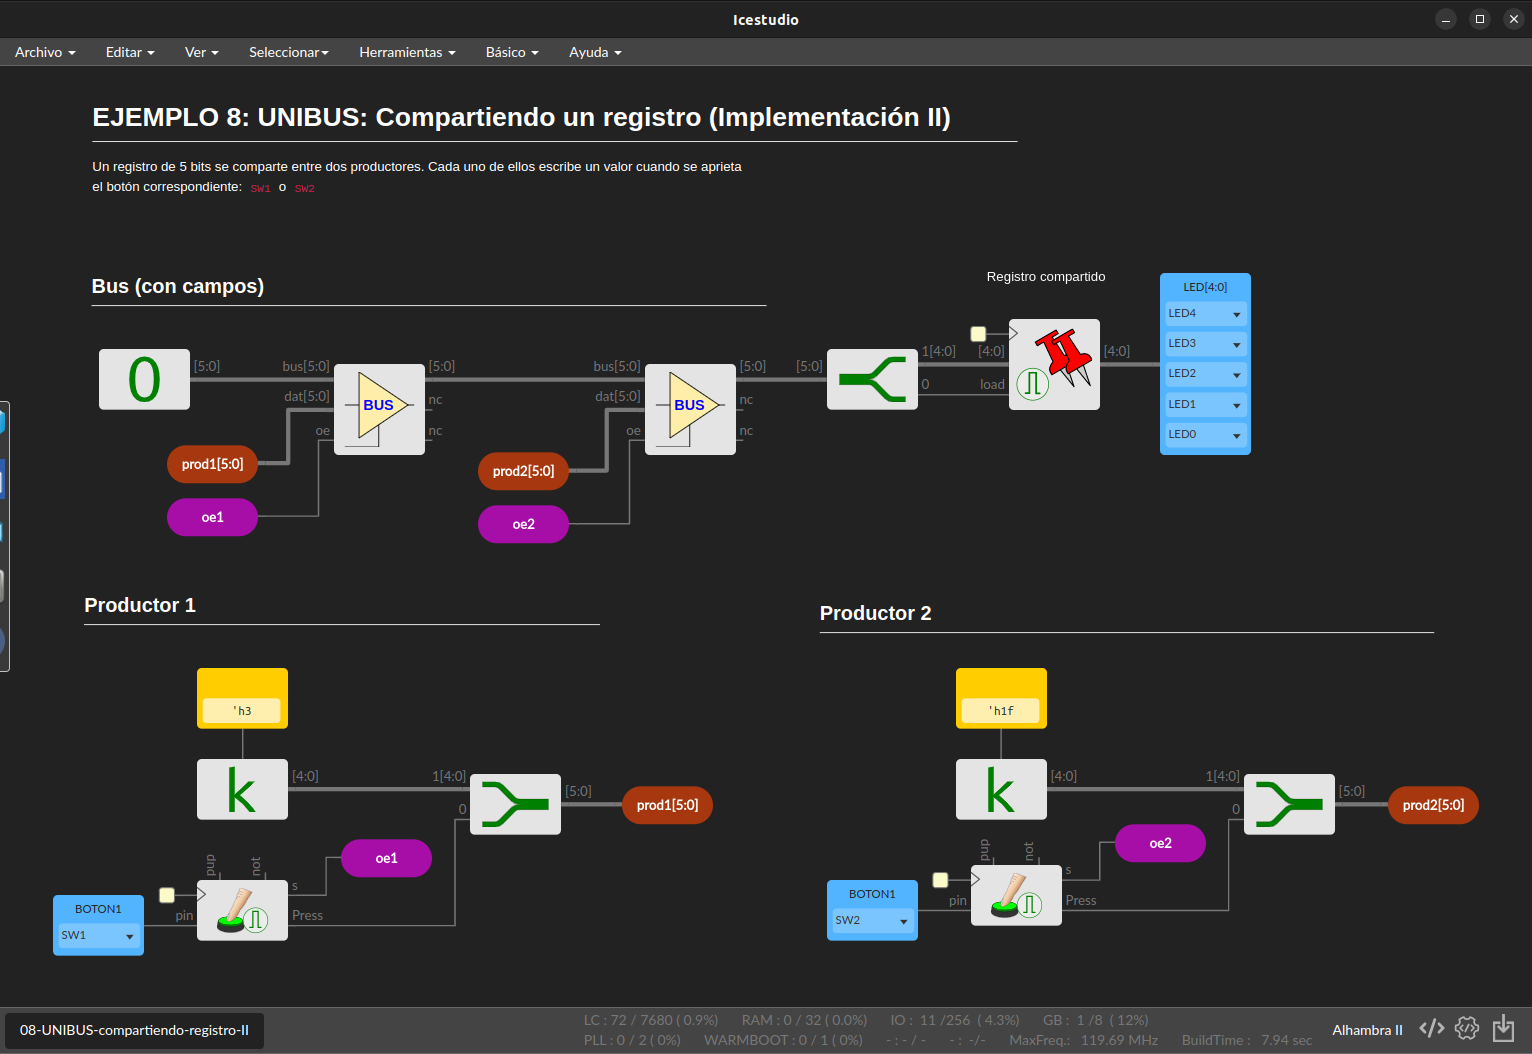 Icestudio
Archivo Editar Ver Seleccionar Herramientas Básico Ayuda
EJEMPLO 8: UNIBUS: Compartiendo un registro (Implementación II)
Un registro de 5 bits se comparte entre dos productores. Cada uno de ellos escribe un valor cuando se aprieta
el botón correspondiente: SW1 o SW2
Bus (con campos)
Registro compartido
0
[5:0]
bus[5:0]
dat[5:0]
oe
BUS
[5:0]
nc
nc
prod1[5:0]
oe1
bus[5:0]
dat[5:0]
oe
BUS
[5:0]
nc
nc
prod2[5:0]
oe2
[5:0]
1[4:0]
0
[4:0]
load
[4:0]
LED[4:0]
LED4
LED3
LED2
LED1
LED0
Productor 1
'h3
k
[4:0]
1[4:0]
0
[5:0]
prod1[5:0]
oe1
pup
not
s
pin
Press
BOTON1
SW1
Productor 2
'h1f
k
[4:0]
1[4:0]
0
[5:0]
prod2[5:0]
oe2
pup
not
s
pin
Press
BOTON1
SW2
08-UNIBUS-compartiendo-registro-II
LC : 72 / 7680 ( 0.9%) RAM : 0 / 32 ( 0.0%) IO : 11 /256 ( 4.3%) GB : 1 /8 ( 12%)
PLL : 0 / 2 ( 0%) WARMBOOT : 0 / 1 ( 0%) - : - / - - : -/- MaxFreq.: 119.69 MHz BuildTime : 7.94 sec
Alhambra II